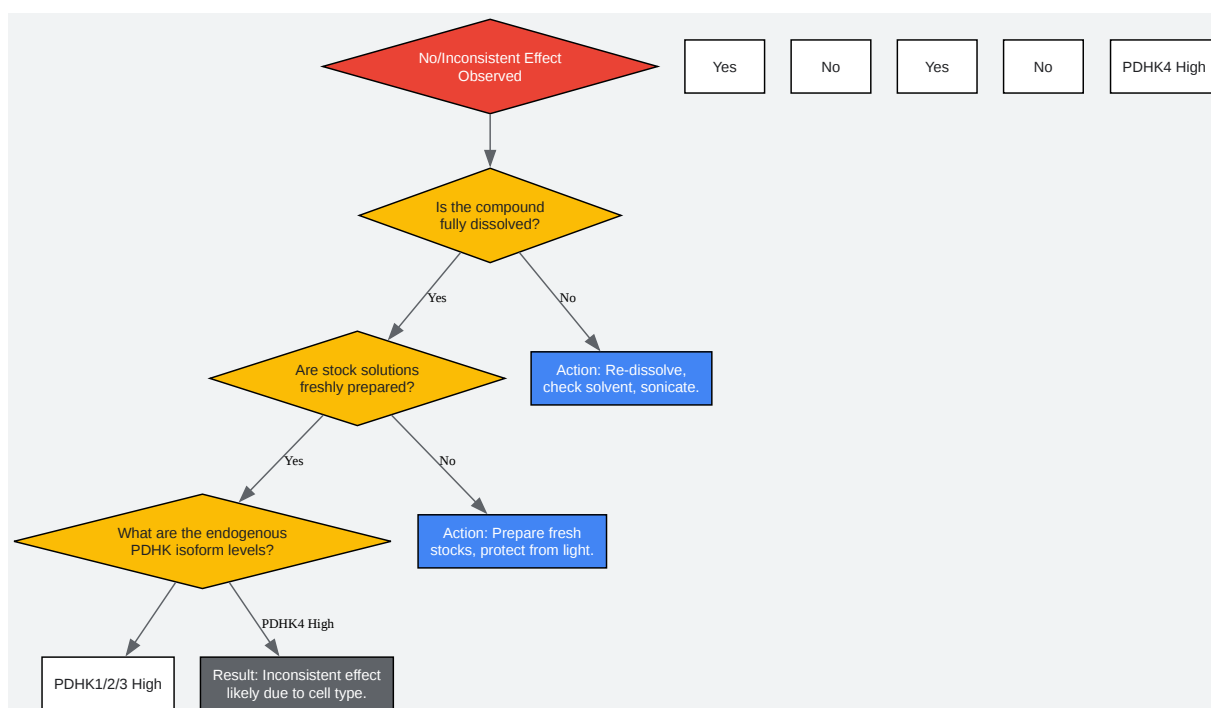 No/Inconsistent Effect
Observed
Yes
No
Yes
No
PDHK4 High
Is the compound
fully dissolved?
Yes
No
Are stock solutions
freshly prepared?
Action: Re-dissolve,
check solvent, sonicate.
Yes
No
What are the endogenous
PDHK isoform levels?
Action: Prepare fresh
stocks, protect from light.
PDHK4 High
PDHK1/2/3 High
Result: Inconsistent effect
likely due to cell type.